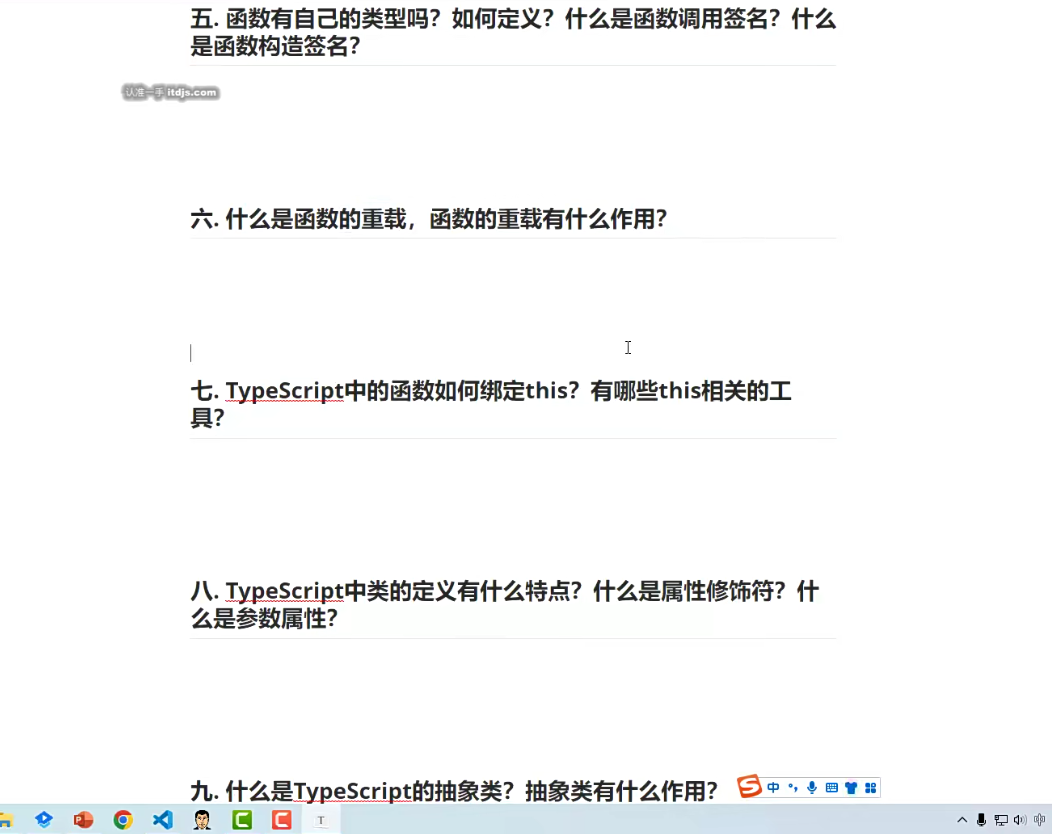 五. 函数有自己的类型吗？如何定义？什么是函数调用签名？什么
是函数构造签名？
认准一手 itdjs.com
六. 什么是函数的重载，函数的重载有什么作用？
七. TypeScript中的函数如何绑定this？有哪些this相关的工
具？
八. TypeScript中类的定义有什么特点？什么是属性修饰符？什
么是参数属性？
九. 什么是TypeScript的抽象类？抽象类有什么作用？
中
T
中